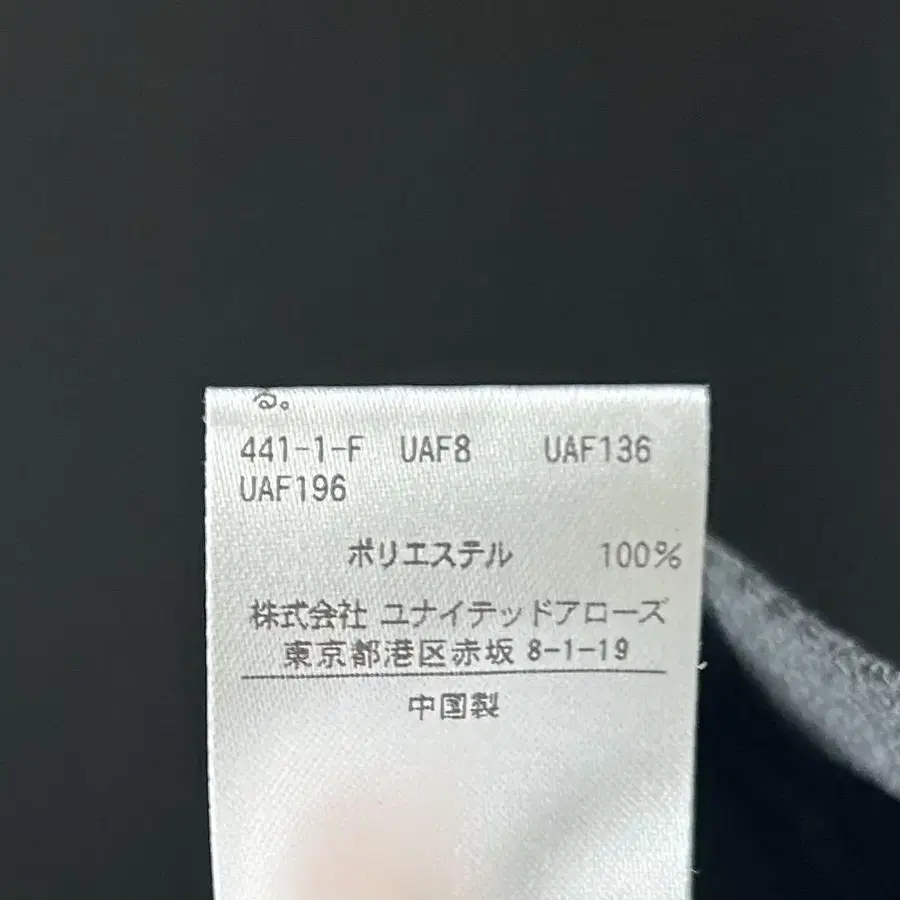 る。
441-1-F UAF8 UAF136
UAF196
ポリエステル 100%
株式会社 ユナイテッドアローズ
東京都港区赤坂 8-1-19
中国製